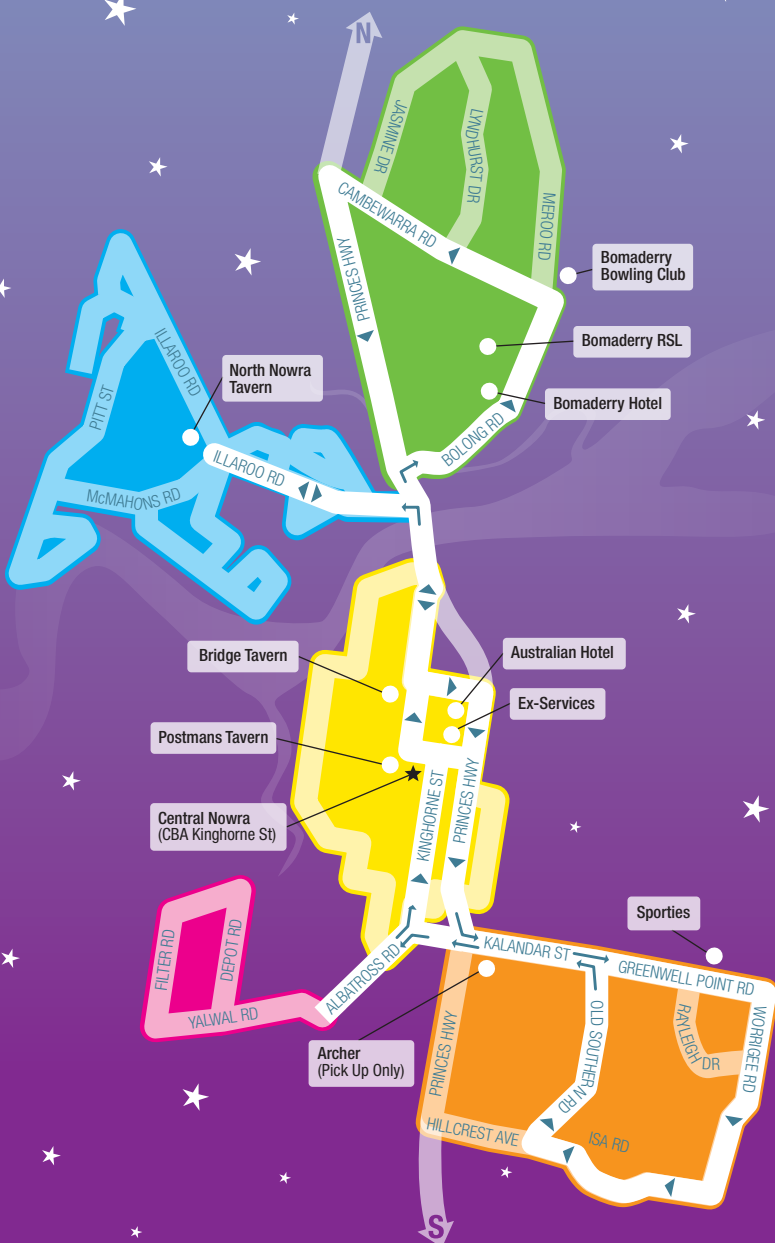 N
JASMINE DR
LYNDHURST DR
MEROO RD
CAMBEWARRA RD
PRINCES HWY
Bomaderry
Bowling Club
Bomaderry RSL
Bomaderry Hotel
BOLONG RD
North Nowra
Tavern
ILLAROO RD
PITT ST
ILLAROO RD
McMAHONS RD
Bridge Tavern
Australian Hotel
Ex-Services
Postmans Tavern
Central Nowra
(CBA Kinghorne St)
KINGHORNE ST
PRINCES HWY
Sporties
FILTER RD
DEPOT RD
YALWAL RD
ALBATROSS RD
KALANDAR ST
GREENWELL POINT RD
Archer
(Pick Up Only)
PRINCES HWY
OLD SOUTHERN RD
RAYLEIGH DR
WORRIGEE RD
HILLCREST AVE
ISA RD
S